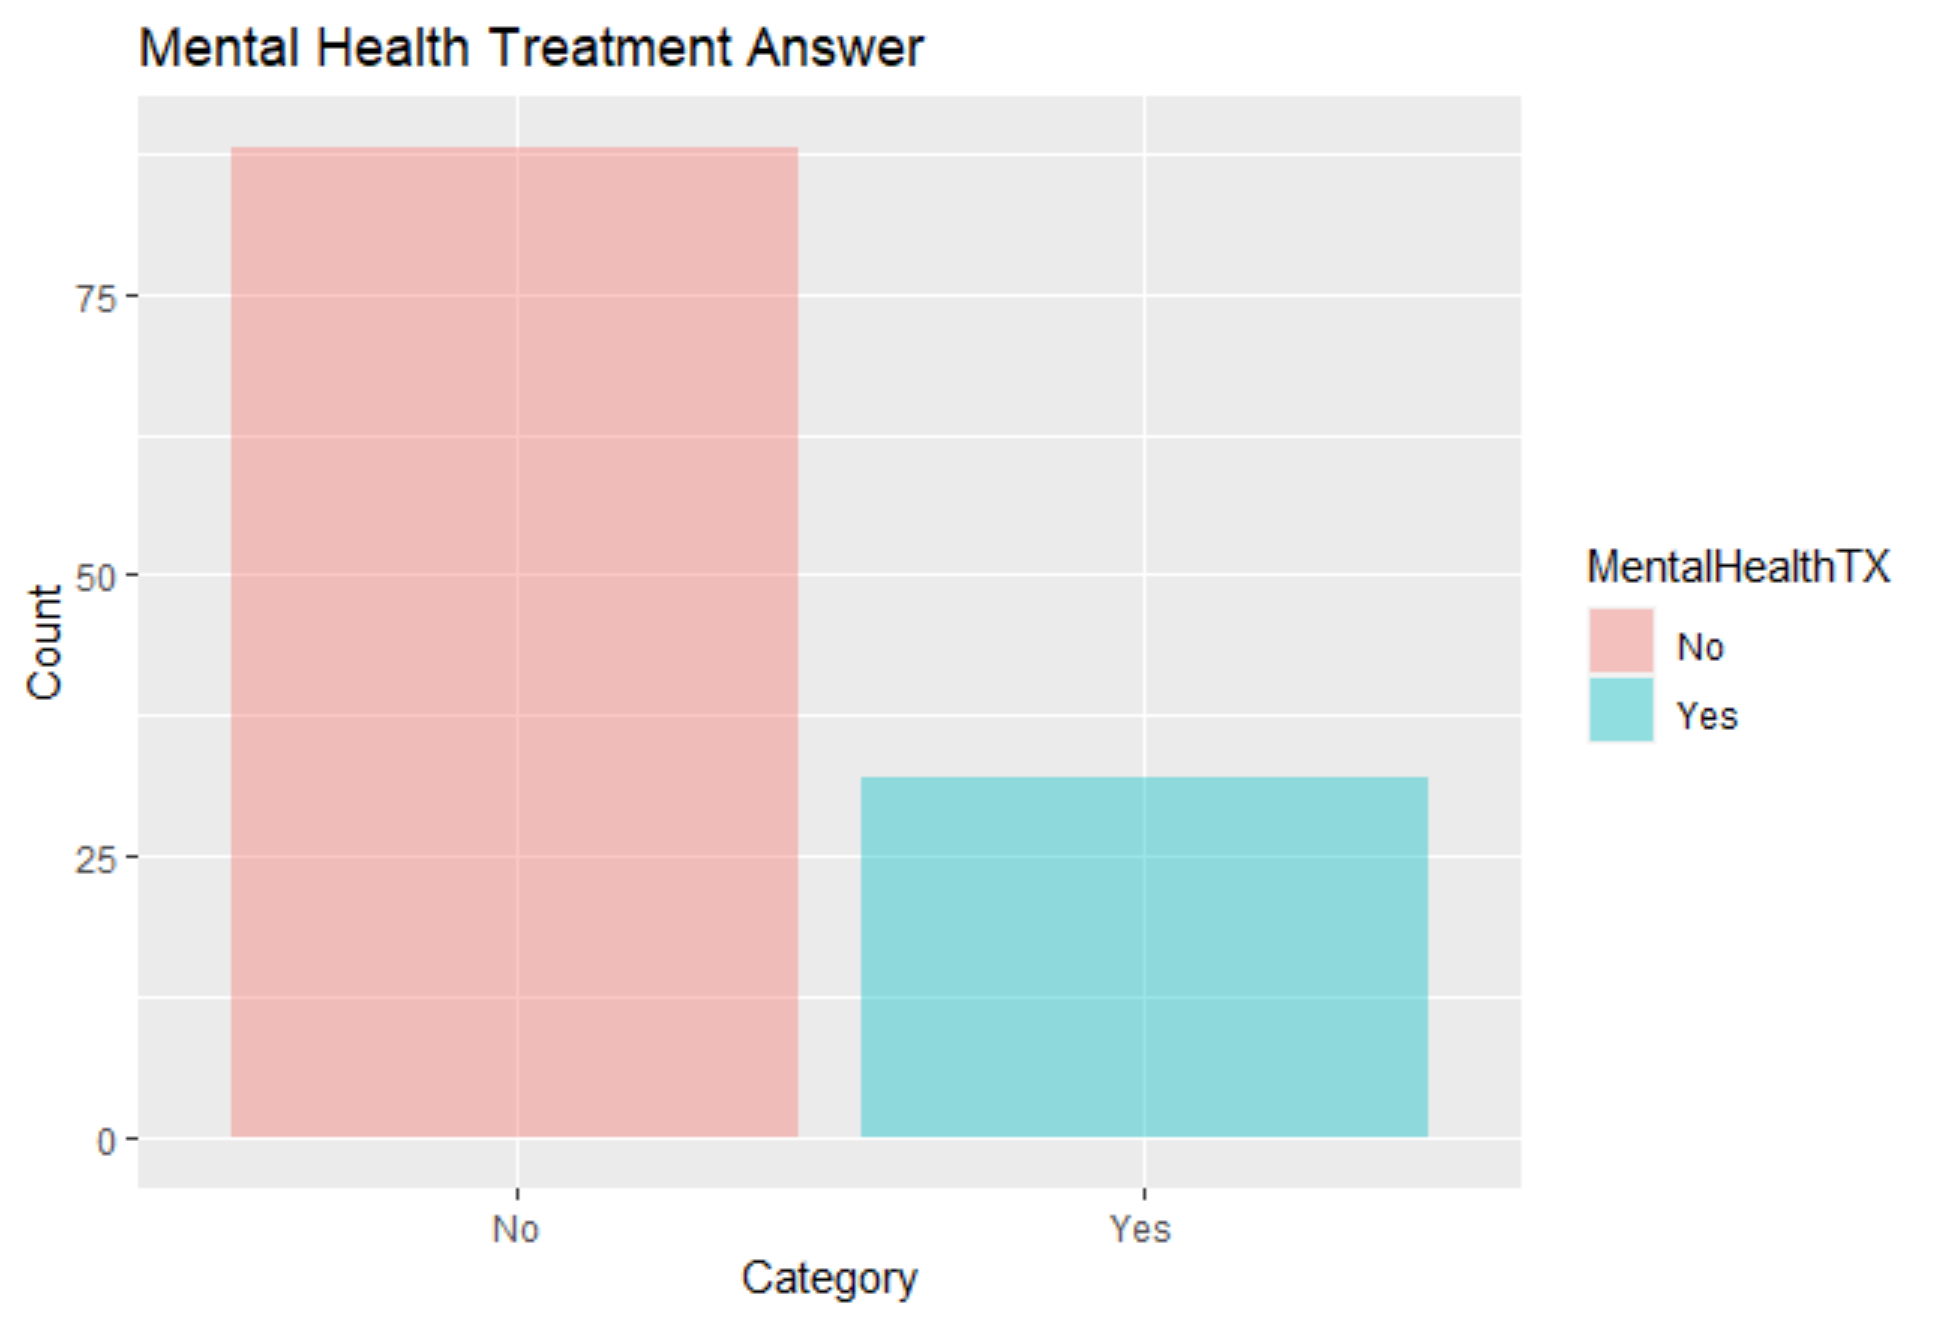 Mental Health Treatment Answer
75
50
25
0
Count
No
Yes
Category
MentalHealthTX
No
Yes